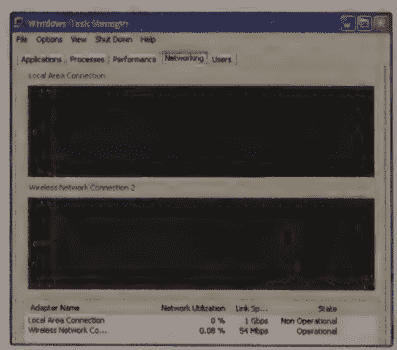 Windows Task Manager
File Options View Shut Down Help
Applications Processes Performance Networking Users
Local Area Connection
Wireless Network Connection 2
Adapter Name Network Utilization Link Sp... State
Local Area Connection 0 % 1 Gbps Non Operational
Wireless Network Co... 0.08 % 54 Mbps Operational